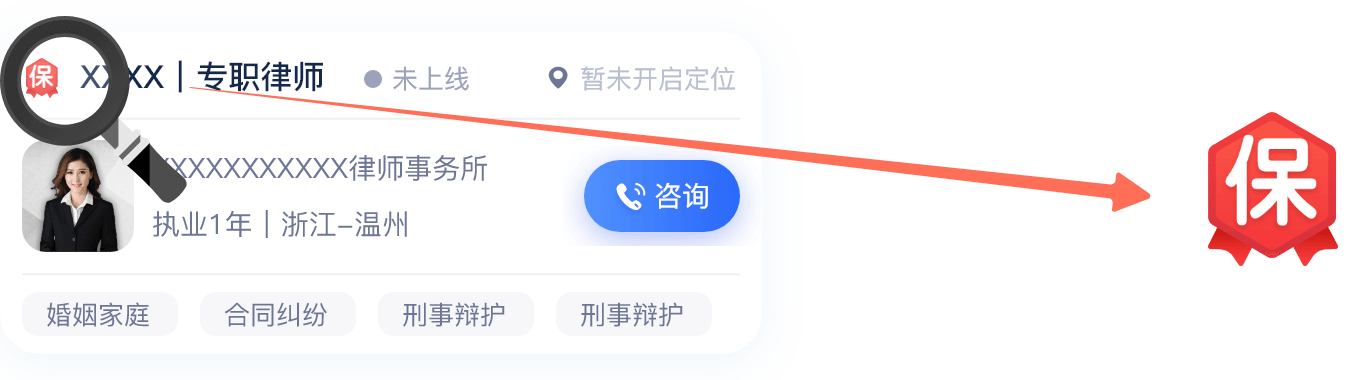 保 XXXX | 专职律师 未上线 暂未开启定位
保
XXXXXXXXXXX律师事务所
咨询
执业1年 | 浙江-温州
婚姻家庭 合同纠纷 刑事辩护 刑事辩护